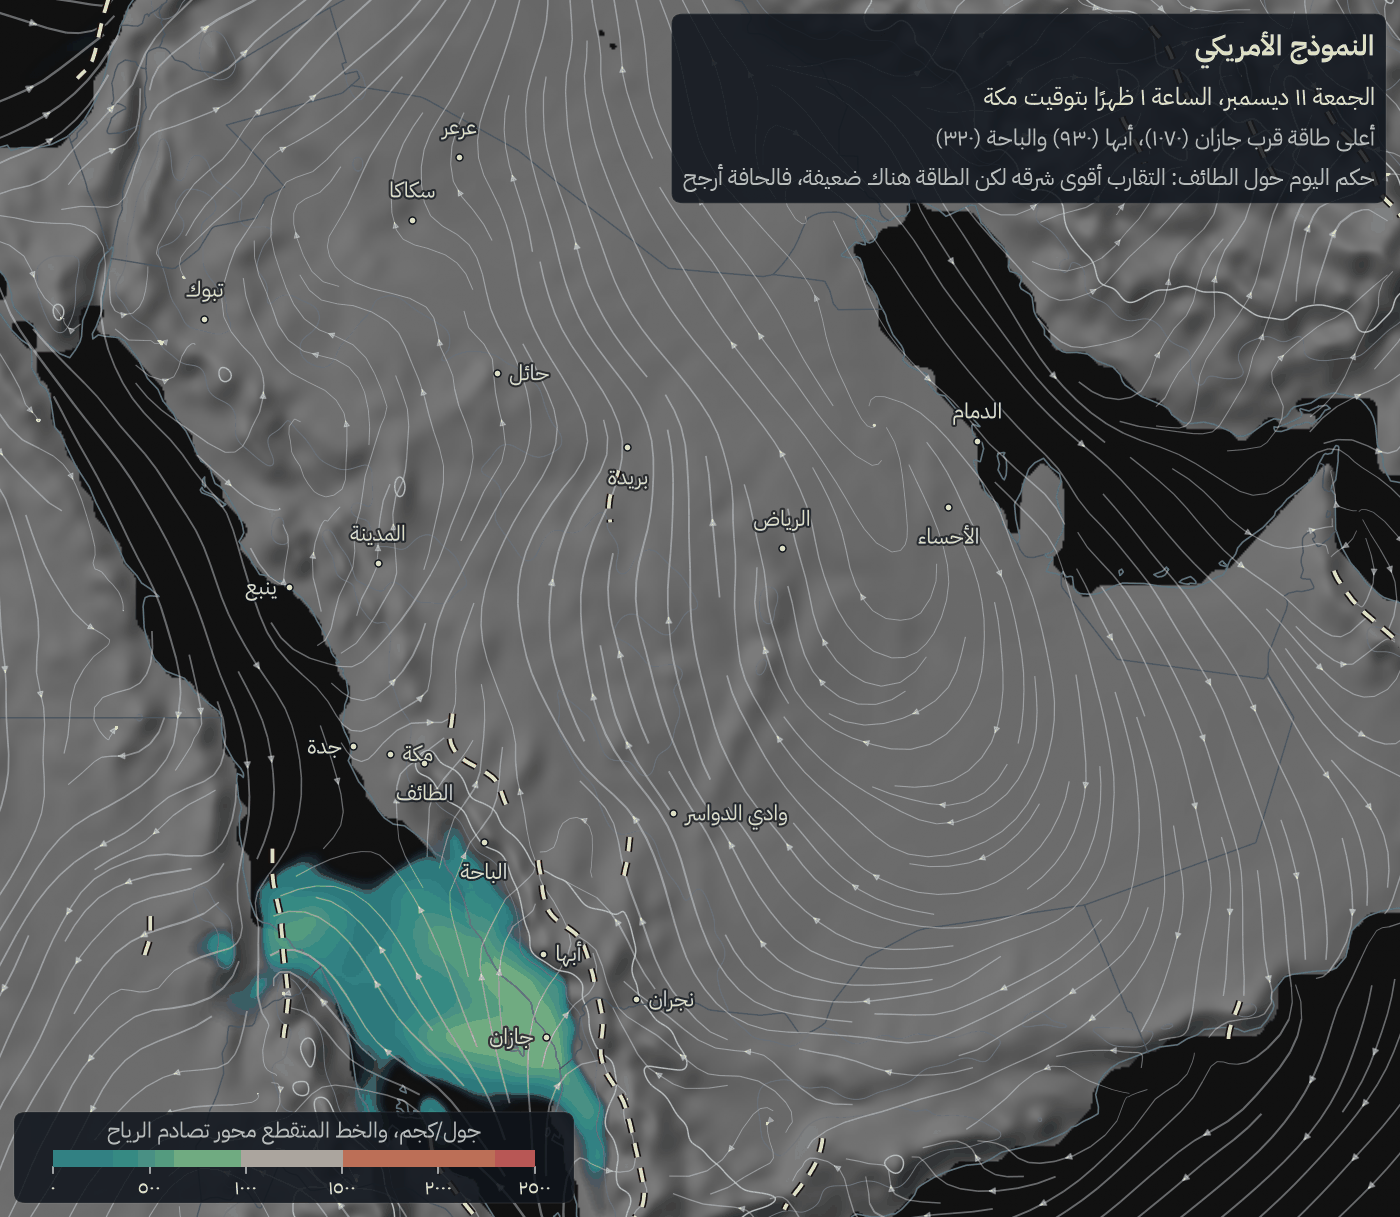 النموذج الأمريكي
الجمعة ١١ ديسمبر، الساعة ١ ظهرًا بتوقيت مكة
أعلى طاقة قرب جازان (١٠٧٠)، أبها (٩٣٠) والباحة (٣٢٠)
حكم اليوم حول الطائف: التقارب أقوى شرقه لكن الطاقة هناك ضعيفة، فالحافة أرجح
عرعر
سكاكا
تبوك
حائل
الدمام
بريدة
الرياض
الأحساء
المدينة
ينبع
جدة
مكة
الطائف
وادي الدواسر
الباحة
أبها
نجران
جازان
جول/كجم، والخط المتقطع محور تصادم الرياح
٠ ٥٠٠ ١٠٠٠ ١٥٠٠ ٢٠٠٠ ٢٥٠٠